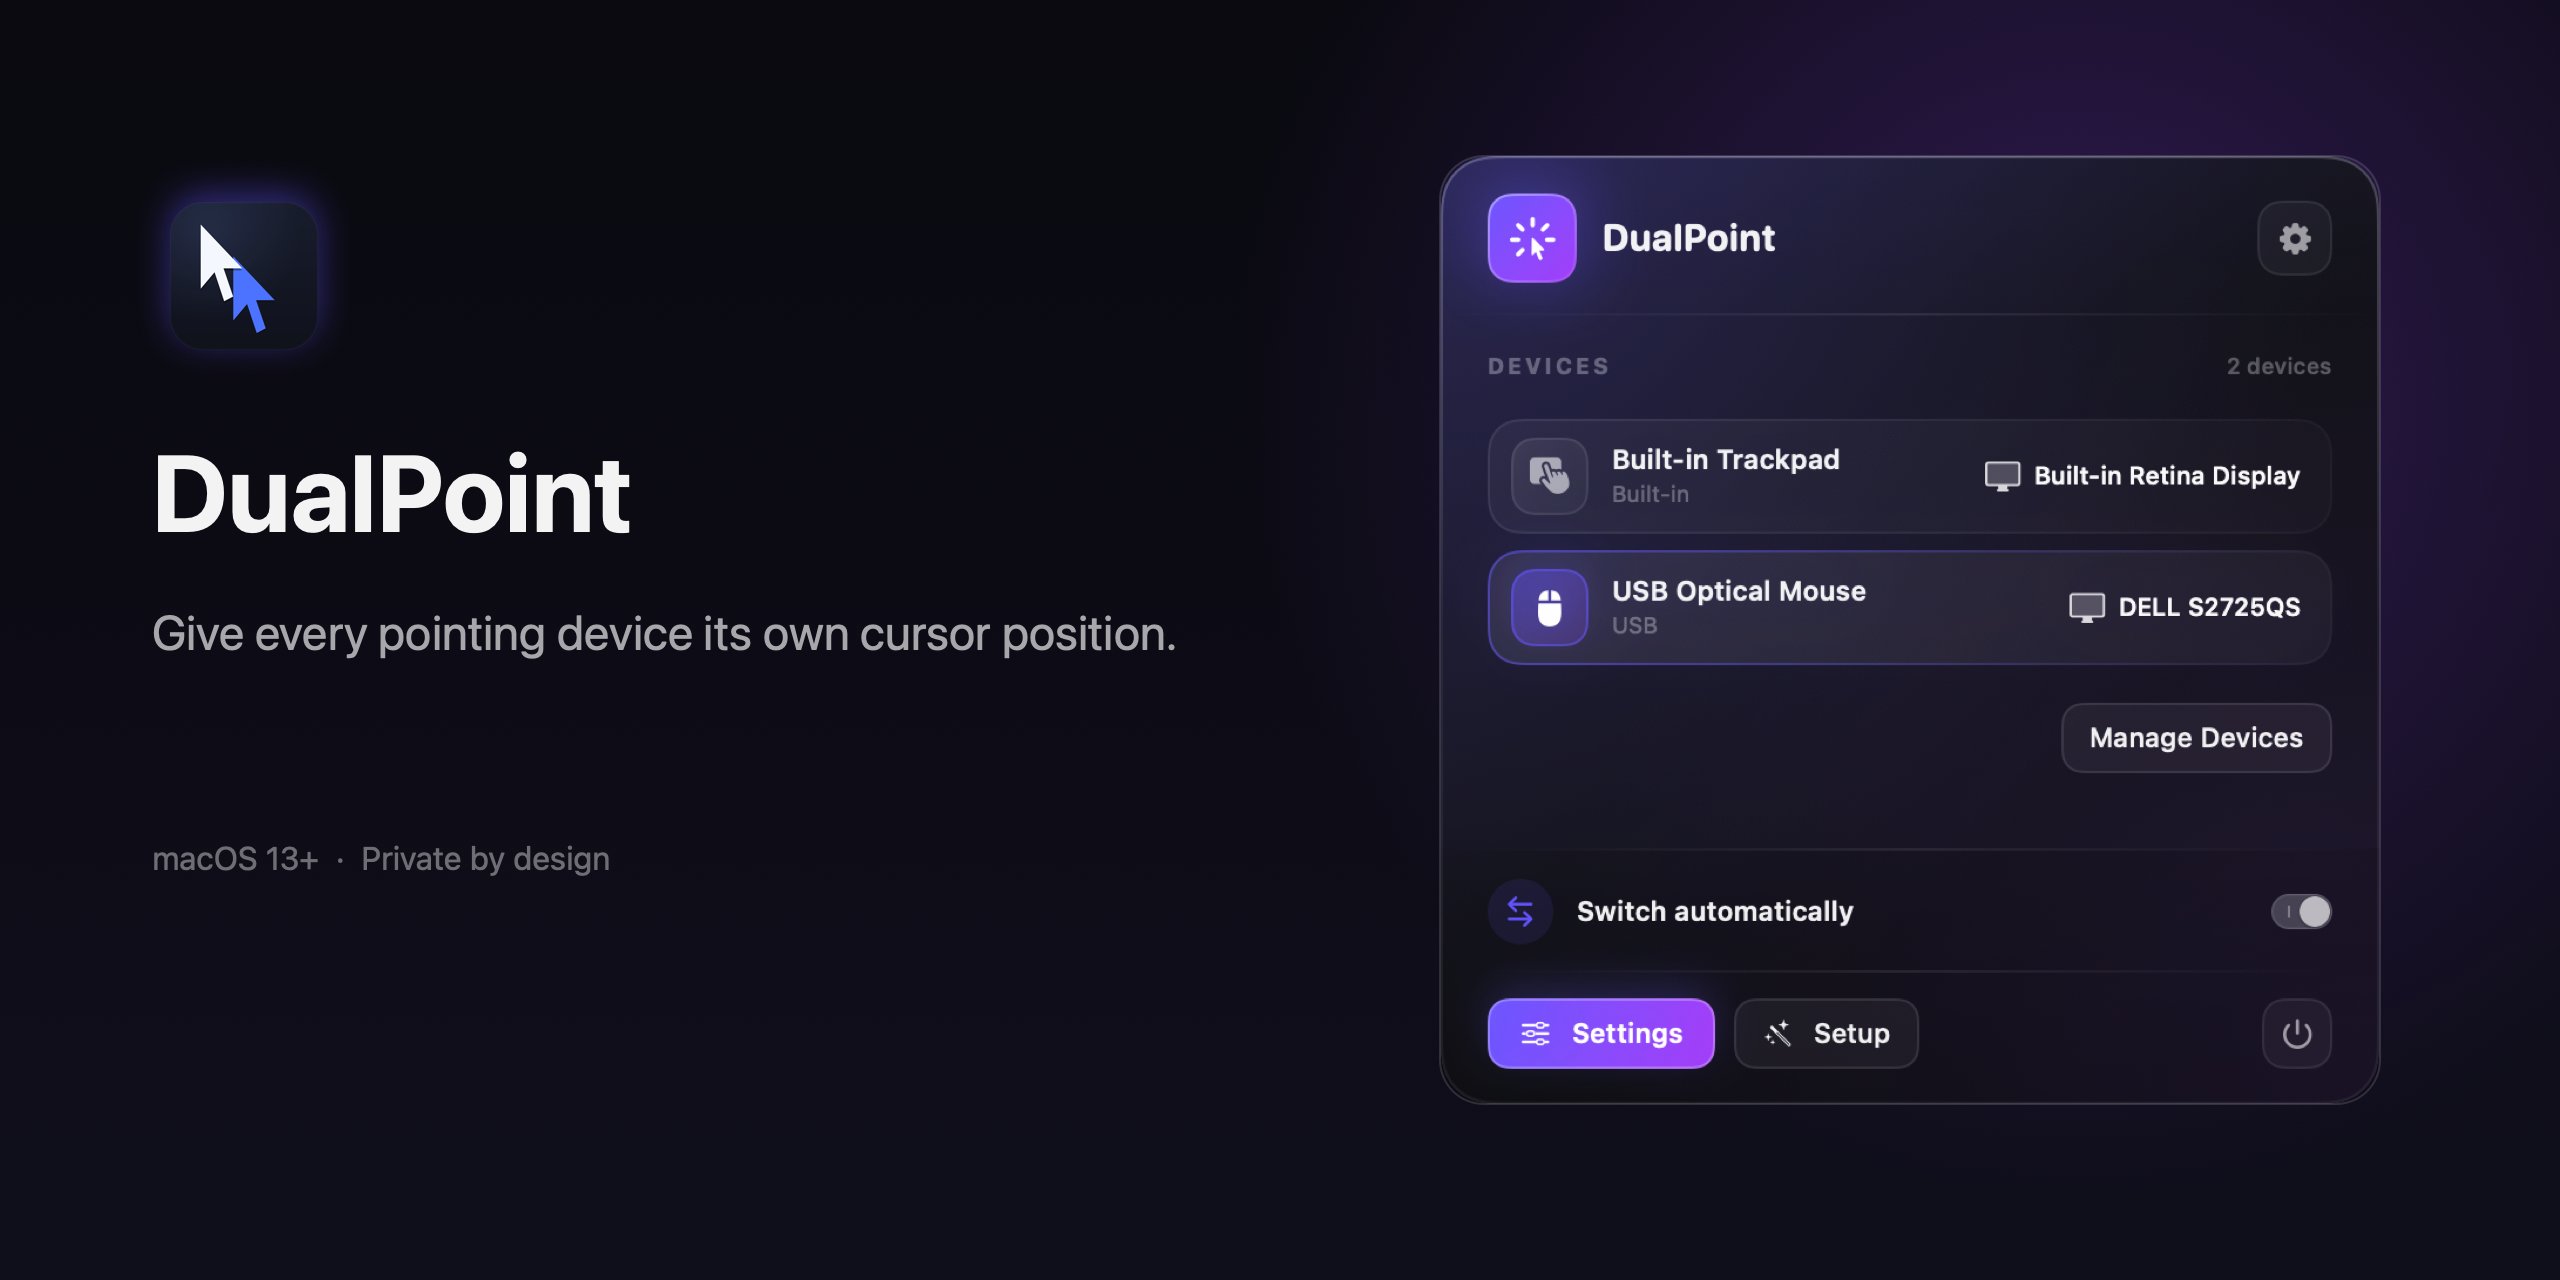 DualPoint
Give every pointing device its own cursor position.
macOS 13+ · Private by design
DualPoint
DEVICES
2 devices
Built-in Trackpad
Built-in
Built-in Retina Display
USB Optical Mouse
USB
DELL S2725QS
Manage Devices
Switch automatically
Settings
Setup